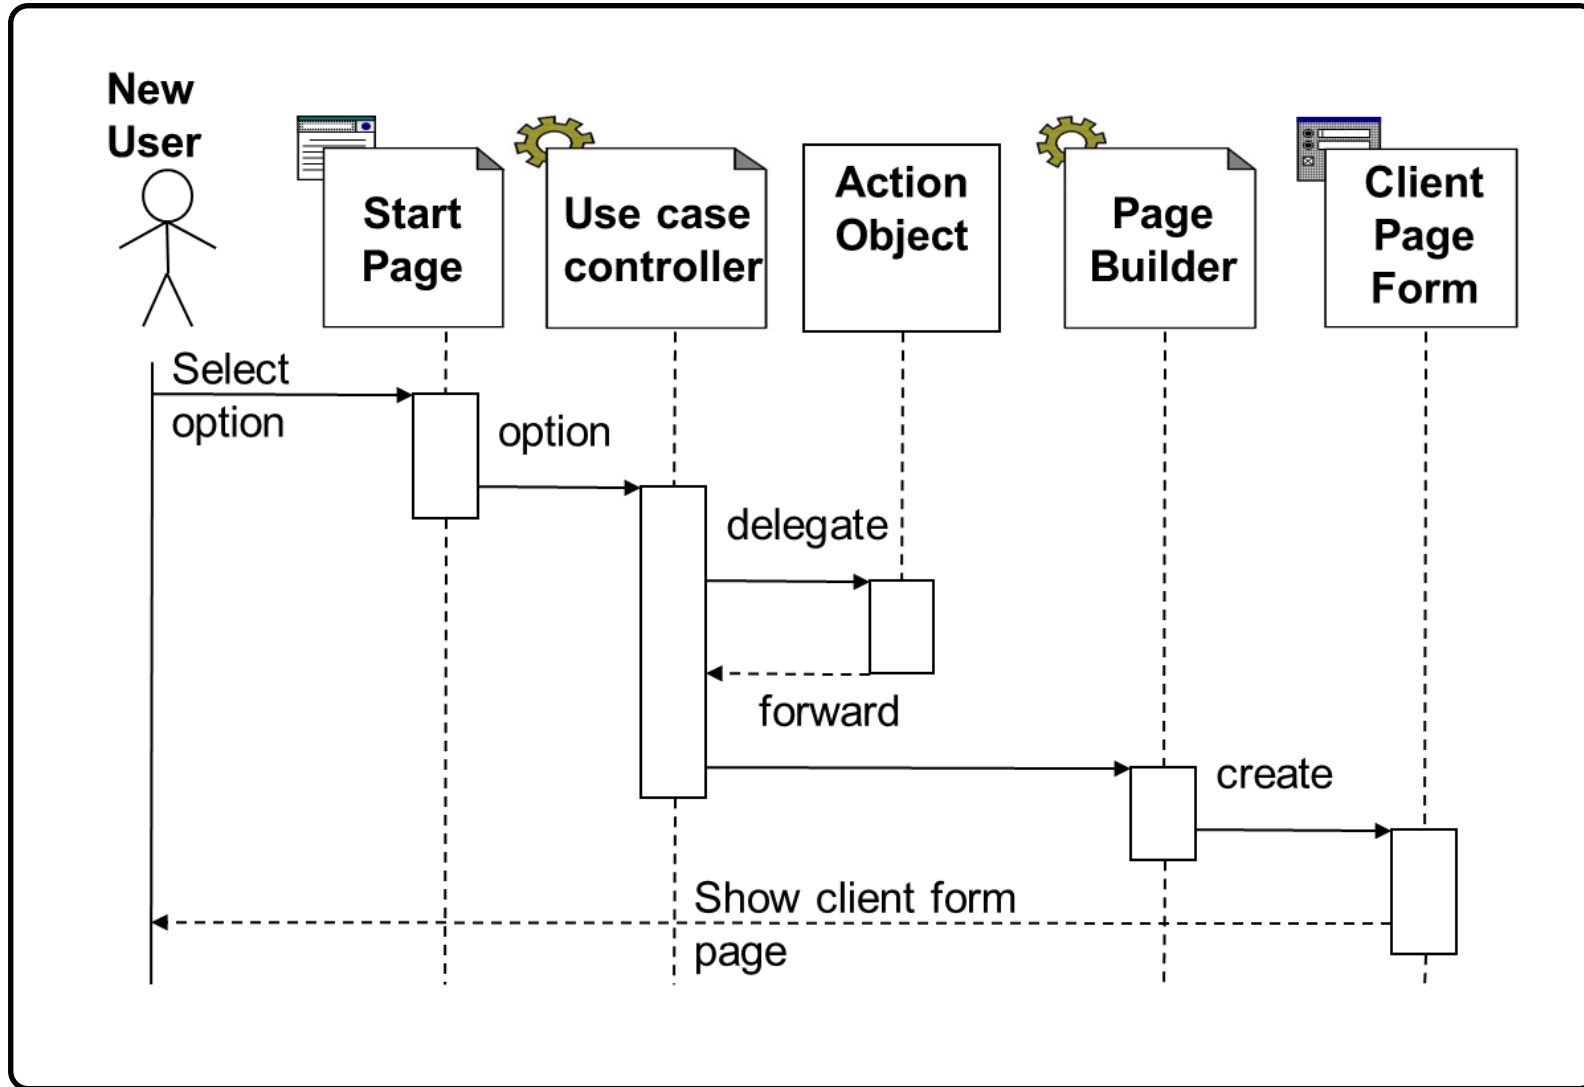 New
User
Start
Page
Use case
controller
Action
Object
Page
Builder
Client
Page
Form
Select
option
option
delegate
forward
create
Show client form
page